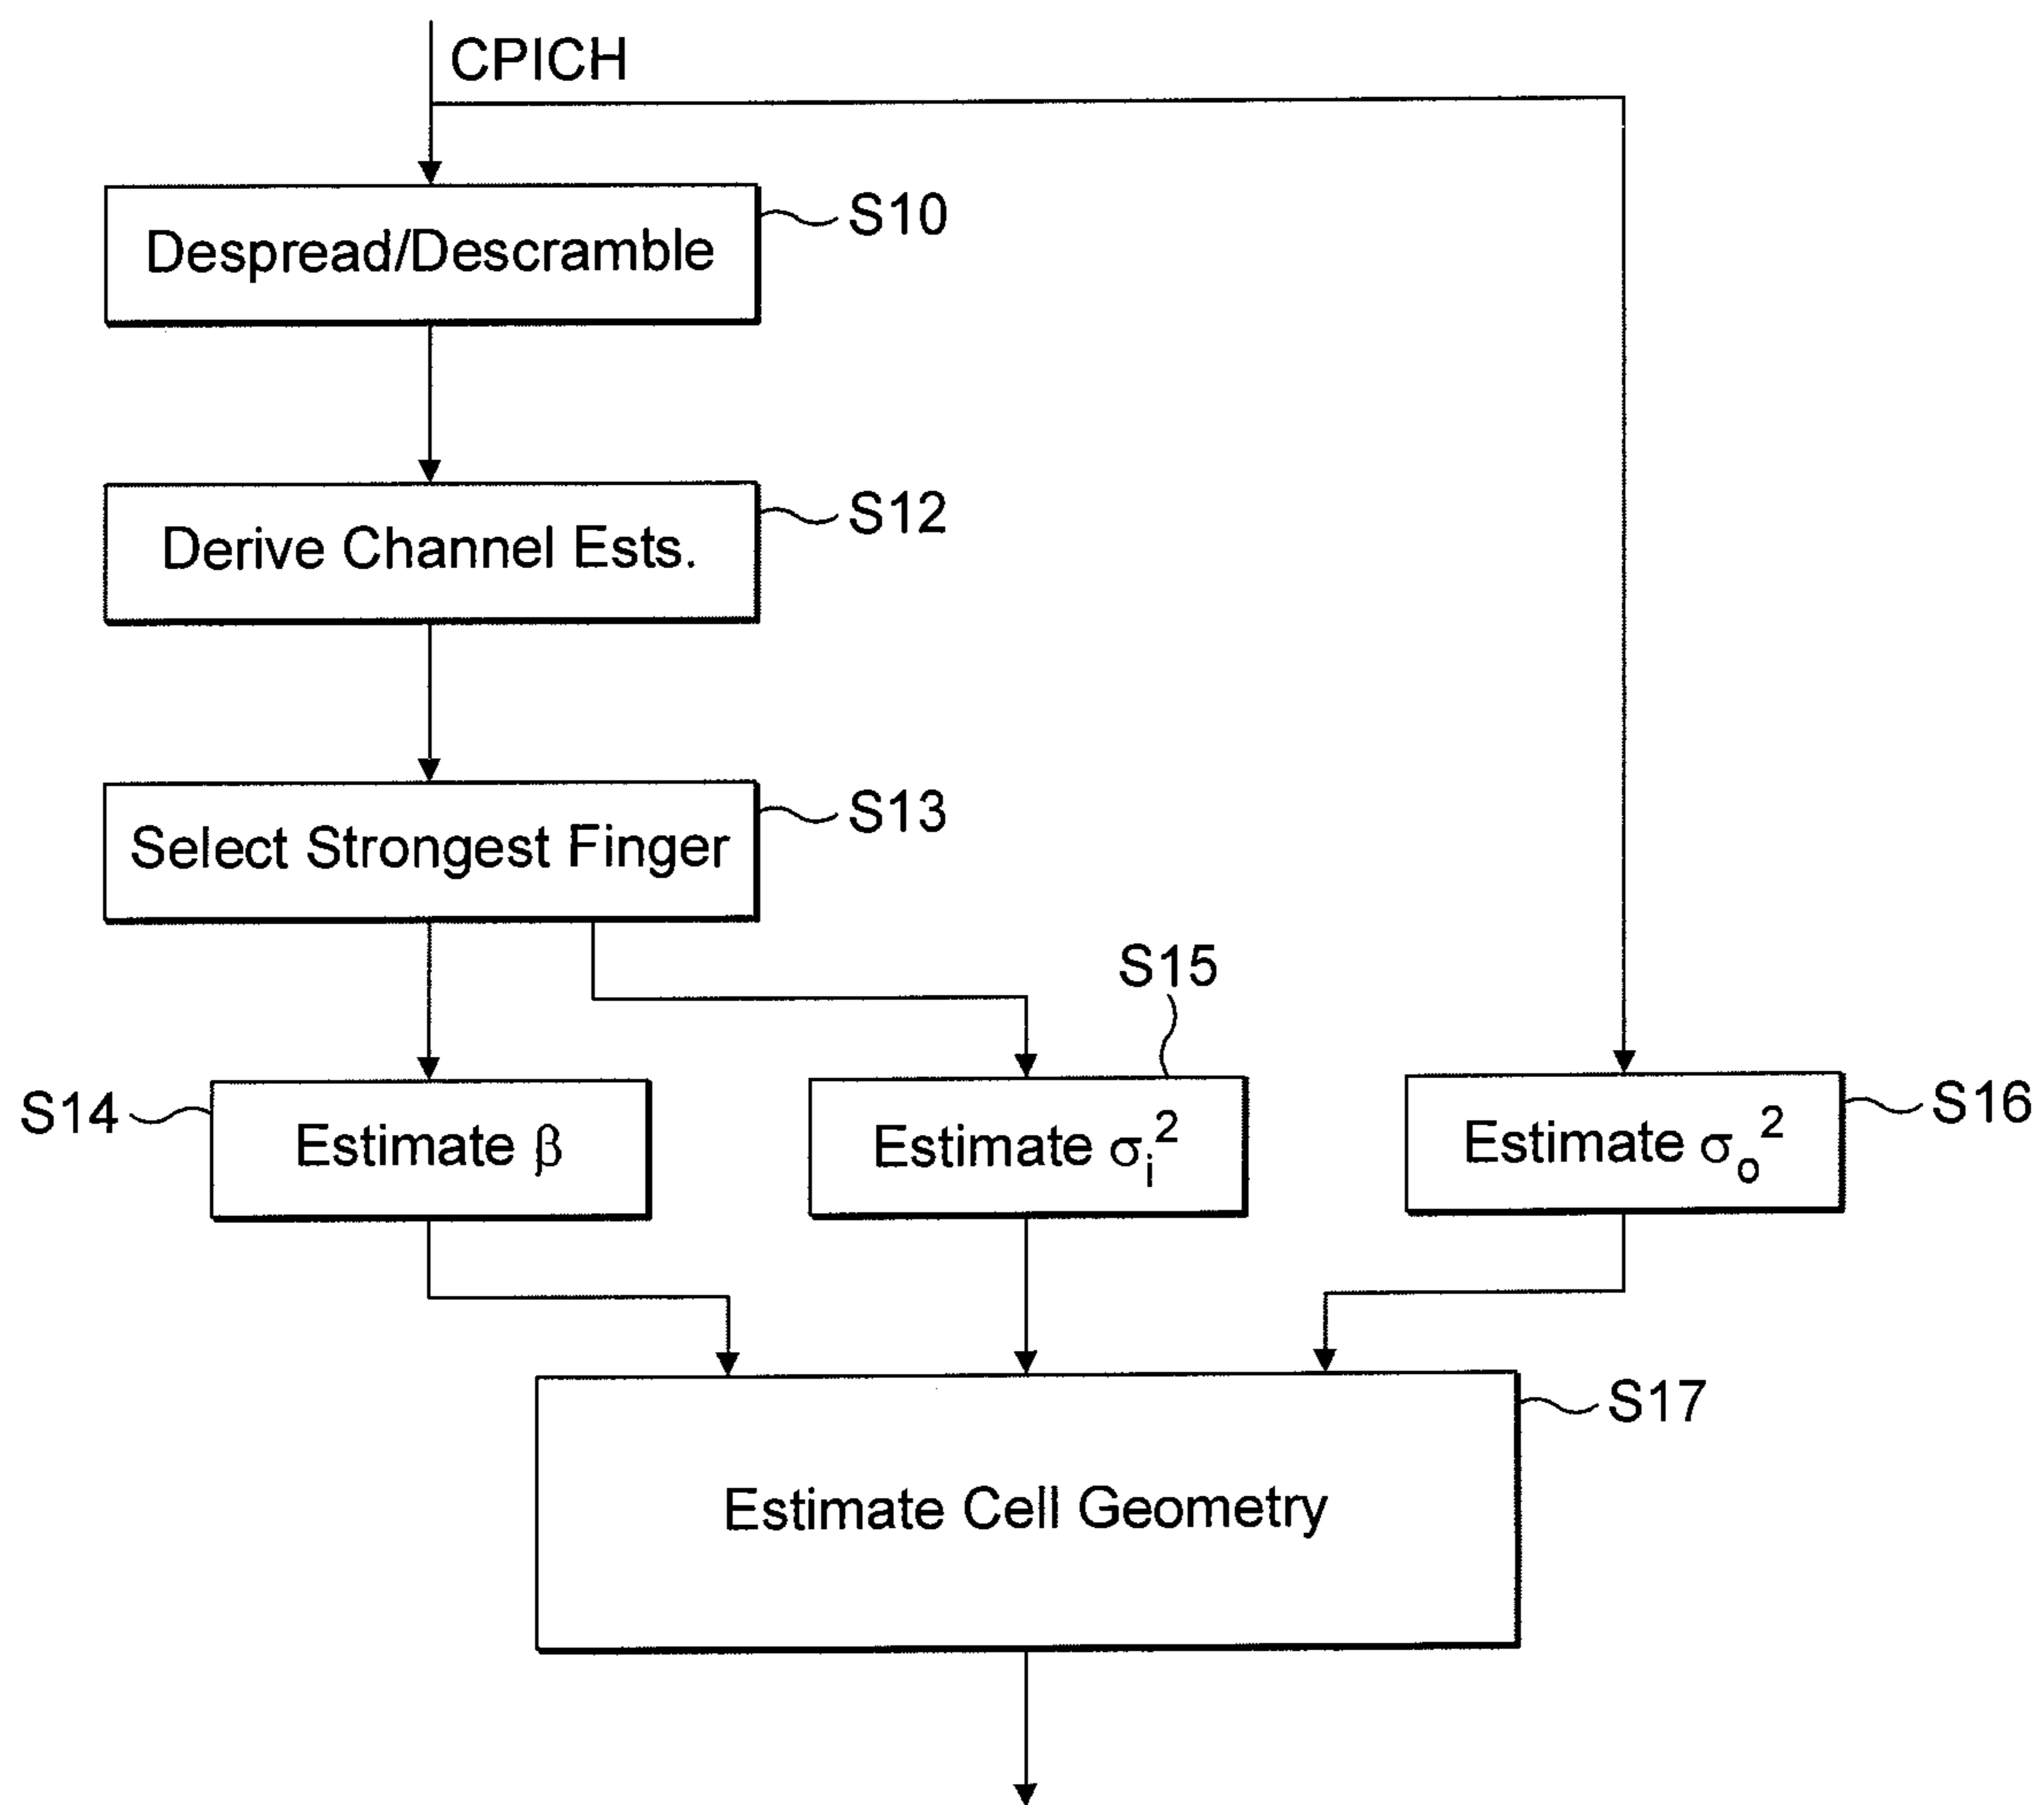 CPICH
S10
Despread/Descramble
S12
Derive Channel Ests.
S13
Select Strongest Finger
S15
S14
Estimate β
Estimate σi²
Estimate σo²
S16
S17
Estimate Cell Geometry